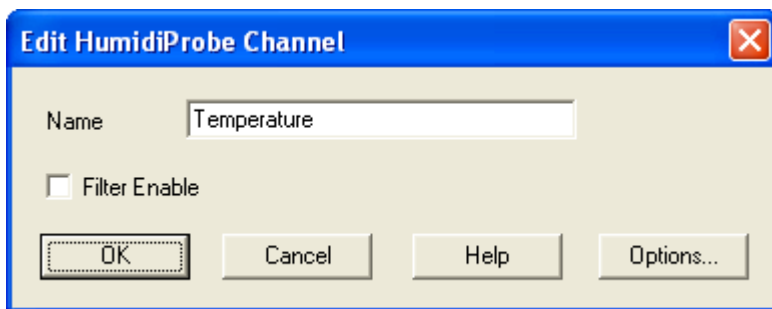 Edit HumidiProbe Channel
Name Temperature
Filter Enable
OK Cancel Help Options...